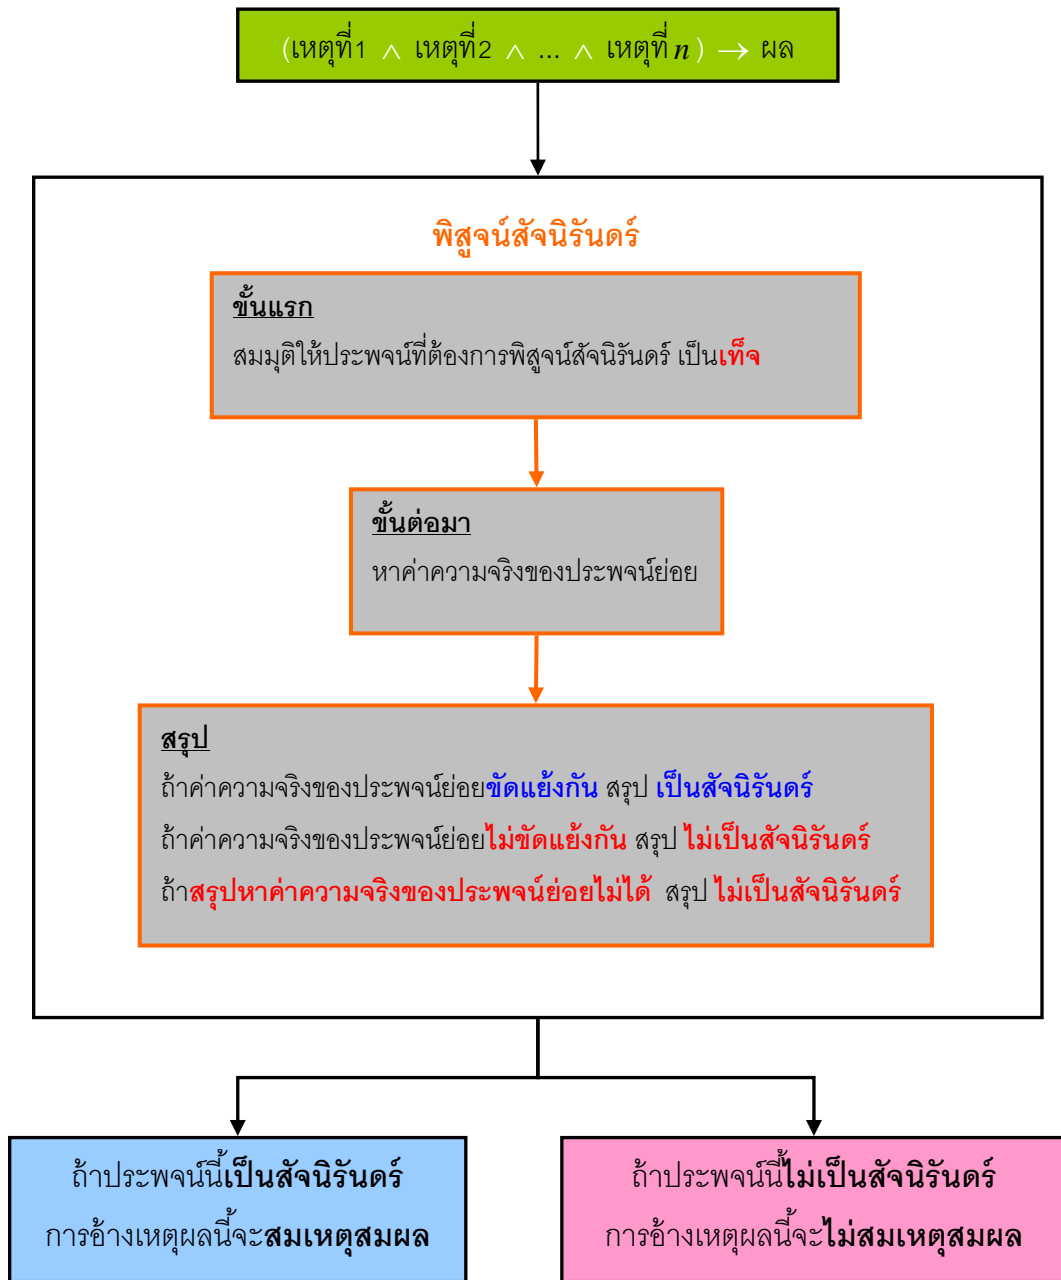 (เหตุที่1 ∧ เหตุที่2 ∧ ... ∧ เหตุที่ n) → ผล
พิสูจน์สัจนิรันดร์
ขั้นแรก
สมมุติให้ประพจน์ที่ต้องการพิสูจน์สัจนิรันดร์ เป็นเท็จ
ขั้นต่อมา
หาค่าความจริงของประพจน์ย่อย
สรุป
ถ้าค่าความจริงของประพจน์ย่อยขัดแย้งกัน สรุป เป็นสัจนิรันดร์
ถ้าค่าความจริงของประพจน์ย่อยไม่ขัดแย้งกัน สรุป ไม่เป็นสัจนิรันดร์
ถ้าสรุปหาค่าความจริงของประพจน์ย่อยไม่ได้ สรุป ไม่เป็นสัจนิรันดร์
ถ้าประพจน์นี้เป็นสัจนิรันดร์
การอ้างเหตุผลนี้จะสมเหตุสมผล
ถ้าประพจน์นี้ไม่เป็นสัจนิรันดร์
การอ้างเหตุผลนี้จะไม่สมเหตุสมผล